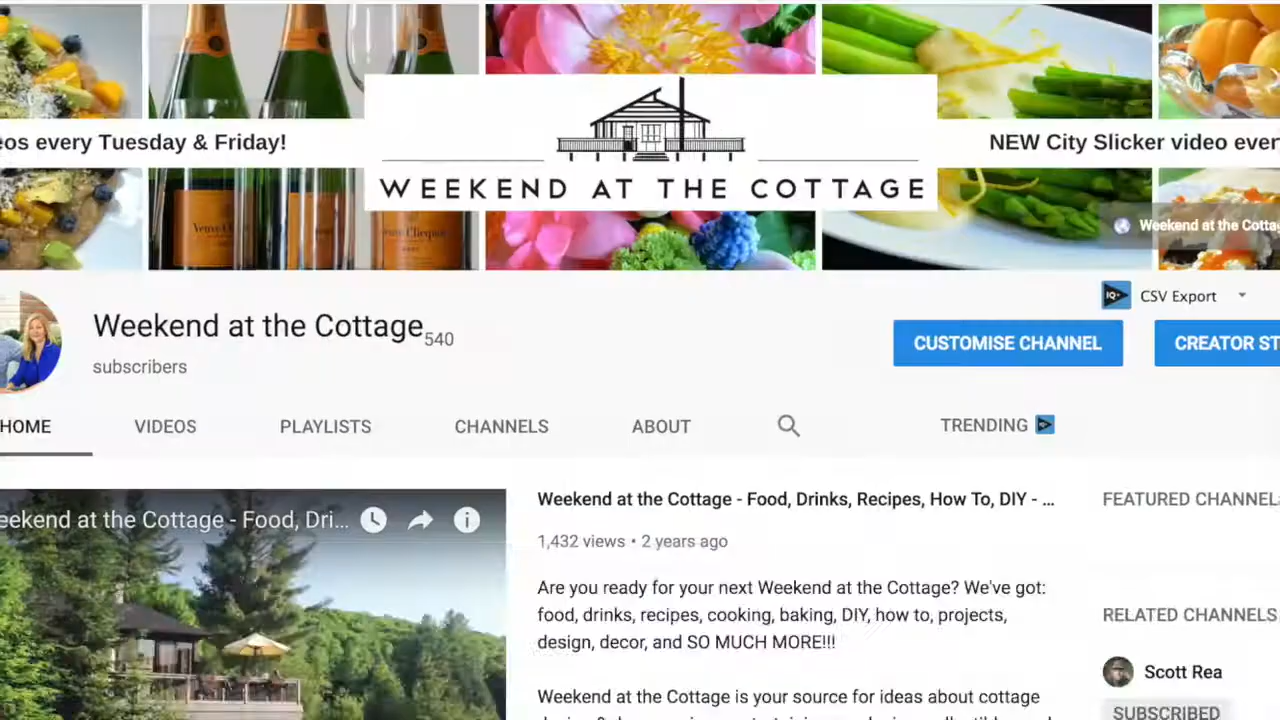 eos every Tuesday & Friday!
NEW City Slicker video ever
WEEKEND AT THE COTTAGE
Weekend at the Cottag
IQ+ CSV Export
Weekend at the Cottage 540
subscribers
CUSTOMISE CHANNEL
CREATOR ST
HOME VIDEOS PLAYLISTS CHANNELS ABOUT TRENDING
eekend at the Cottage - Food, Dri...
Weekend at the Cottage - Food, Drinks, Recipes, How To, DIY - ...
1,432 views • 2 years ago
Are you ready for your next Weekend at the Cottage? We've got:
food, drinks, recipes, cooking, baking, DIY, how to, projects,
design, decor, and SO MUCH MORE!!!
Weekend at the Cottage is your source for ideas about cottage
FEATURED CHANNELS
RELATED CHANNELS
Scott Rea
SUBSCRIBED